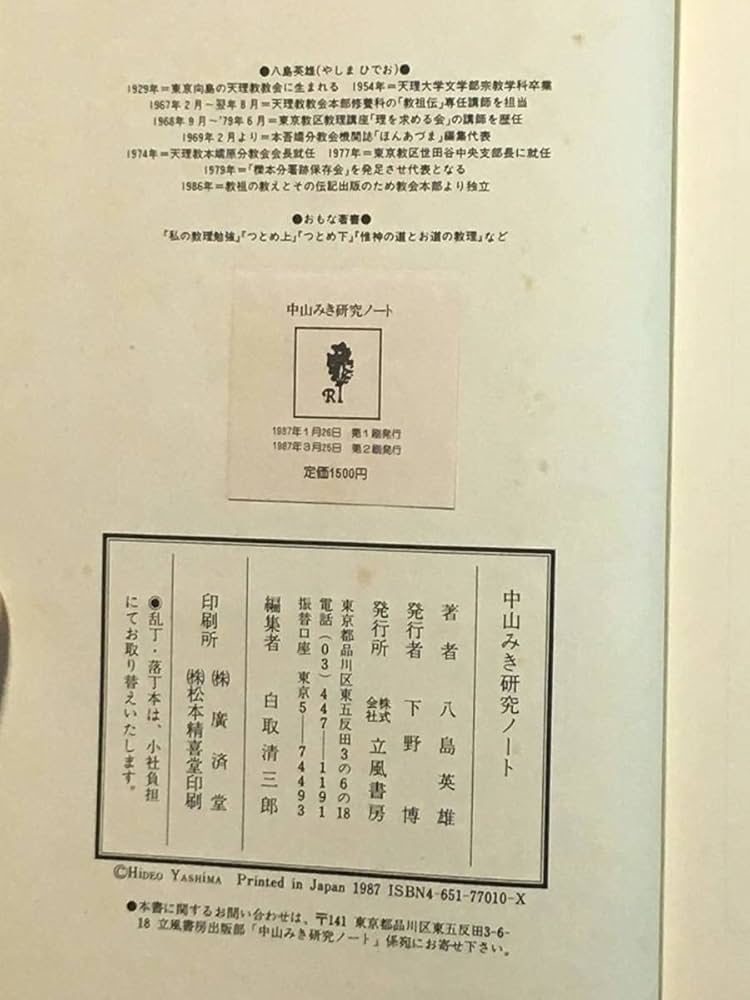 ●八島英雄(やしま ひでお)●
1929年=東京向島の天理教教会に生まれる　1954年=天理大学文学部宗教学科卒業
1967年2月〜翌年8月=天理教教会本部修養科の「教祖伝」専任講師を担当
1968年9月〜'79年6月=東京教区教理講座「理を求める会」の講師を歴任
1969年2月より=本吾嬬分教会機関誌「ほんあづま」編集代表
1974年=天理教本嬬原分教会会長就任　1977年=東京教区世田谷中央支部長に就任
1979年=「櫟本分署跡保存会」を発足させ代表となる
1986年=教祖の教えとその伝記出版のため教会本部より独立
●おもな著書●
『私の教理勉強』『つとめ上』『つとめ下』『惟神の道とお道の教理』など
中山みき研究ノート
R
1987年1月26日　第1刷発行
1987年3月25日　第2刷発行
定価1500円
中山みき研究ノート
著者　八島英雄
発行者　下野博
発行所　株式会社　立風書房
東京都品川区東五反田3の6の18
電話(03)447―1191
振替口座　東京5―74493
編集者　白取清三郎
印刷所　㈱廣済堂
㈱松本精喜堂印刷
◉乱丁・落丁本は、小社負担
にてお取り替えいたします。
©HIDEO YASHIMA　Printed in Japan 1987 ISBN4-651-77010-X
●本書に関するお問い合わせは、〒141 東京都品川区東五反田3-6-
18 立風書房出版部「中山みき研究ノート」係宛にお寄せ下さい。